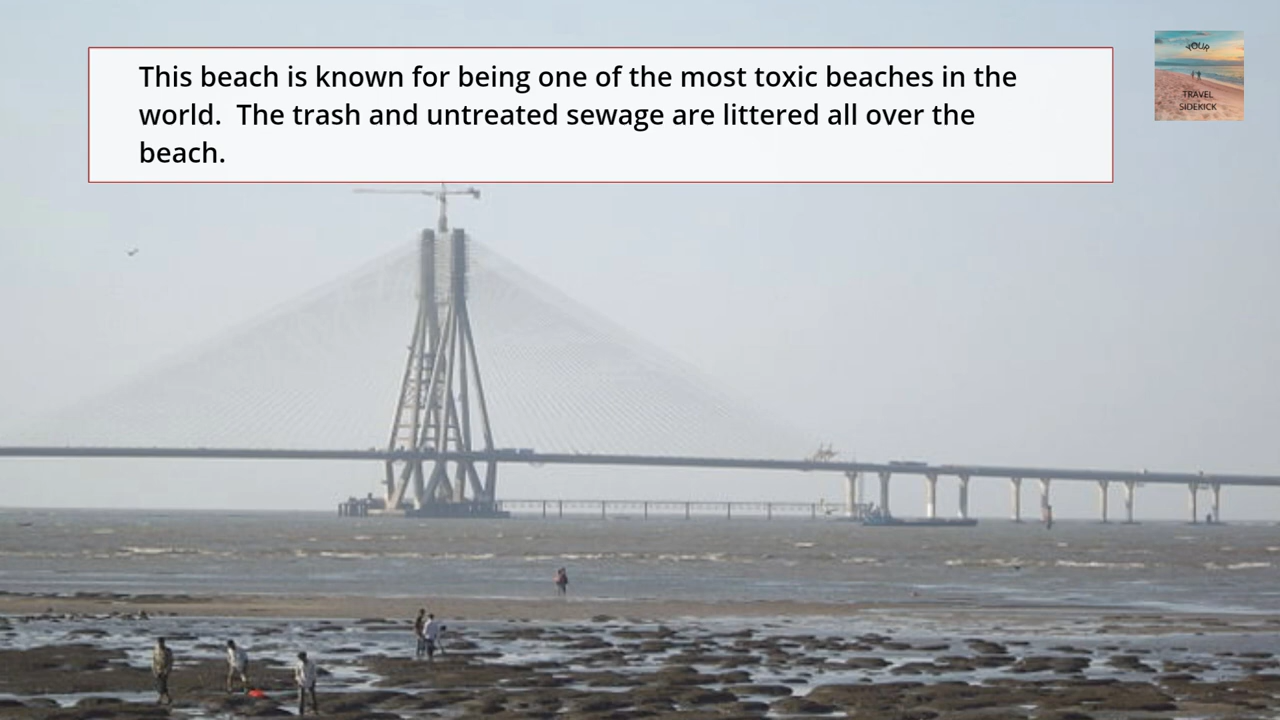 This beach is known for being one of the most toxic beaches in the
world.  The trash and untreated sewage are littered all over the
beach.
YOUR
TRAVEL
SIDEKICK